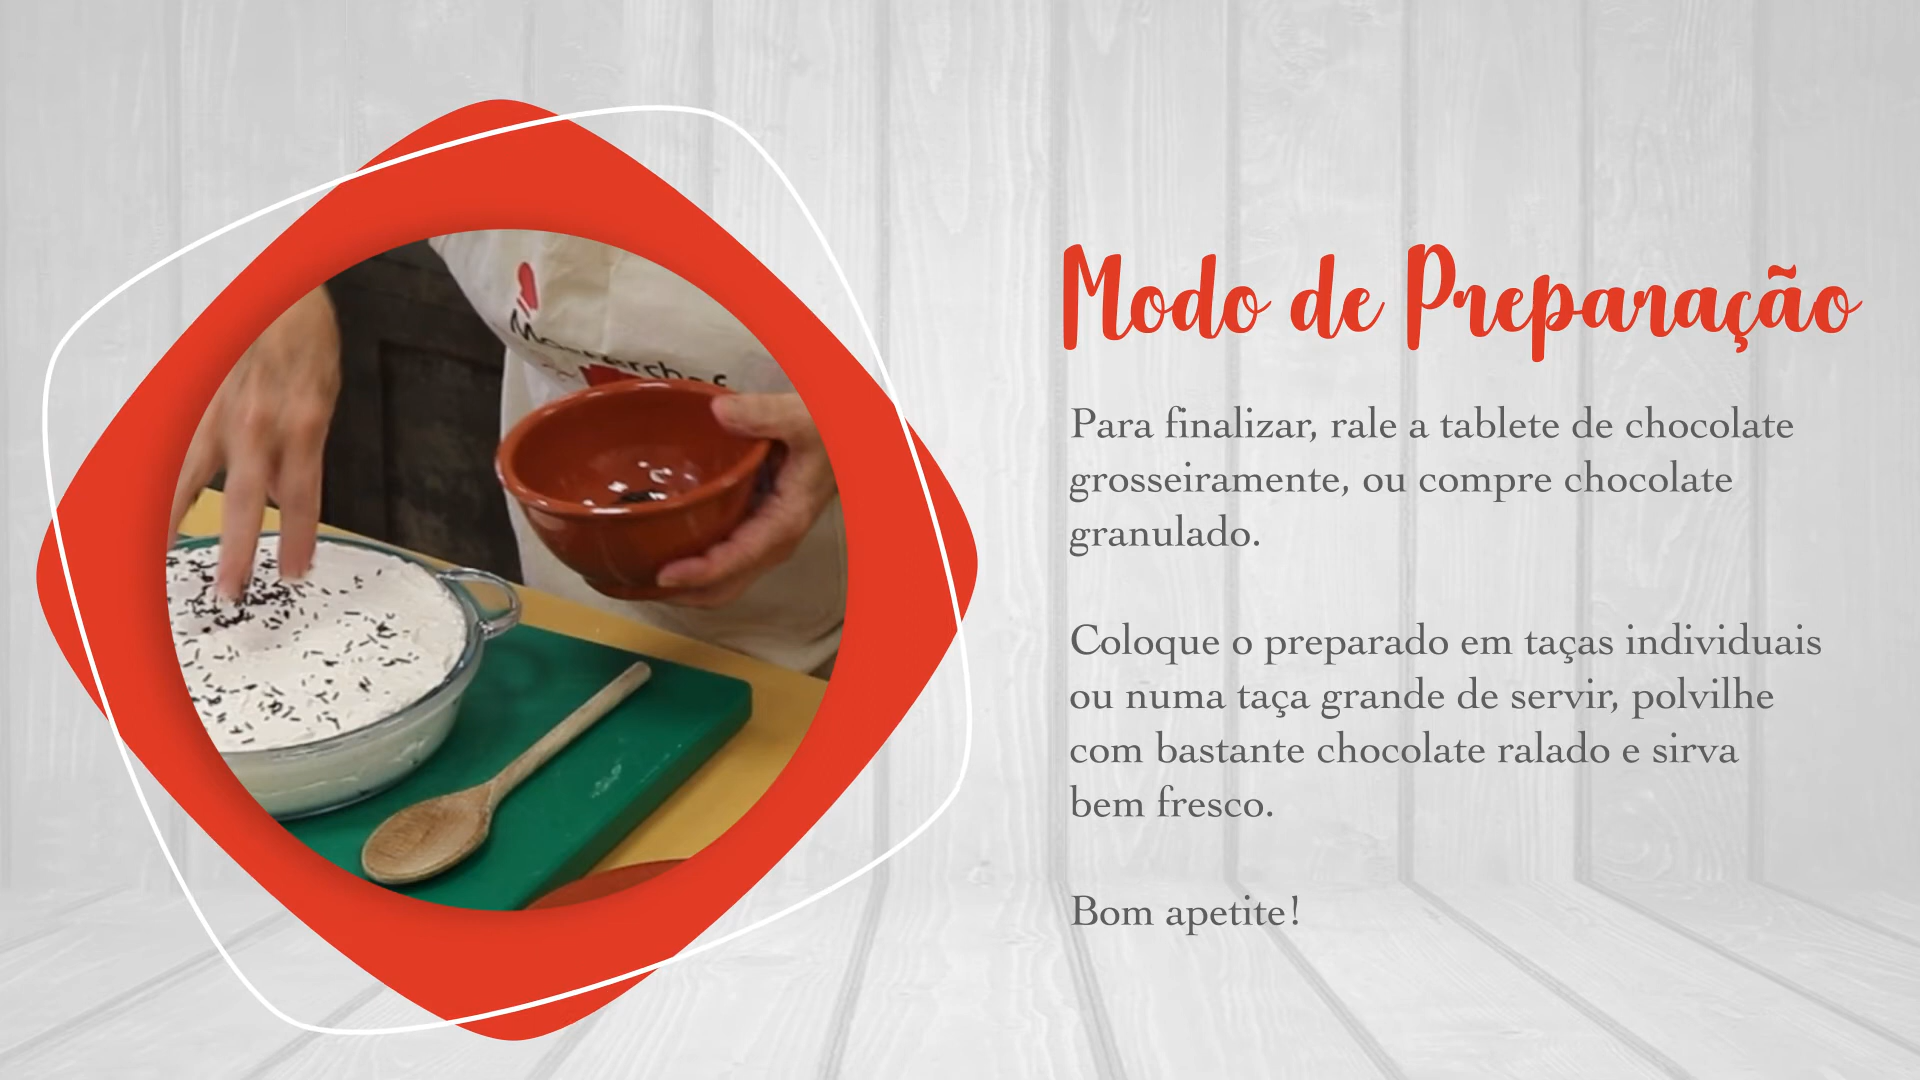 Modo de Preparação
Para finalizar, rale a tablete de chocolate
grosseiramente, ou compre chocolate
granulado.
Coloque o preparado em taças individuais
ou numa taça grande de servir, polvilhe
com bastante chocolate ralado e sirva
bem fresco.
Bom apetite!